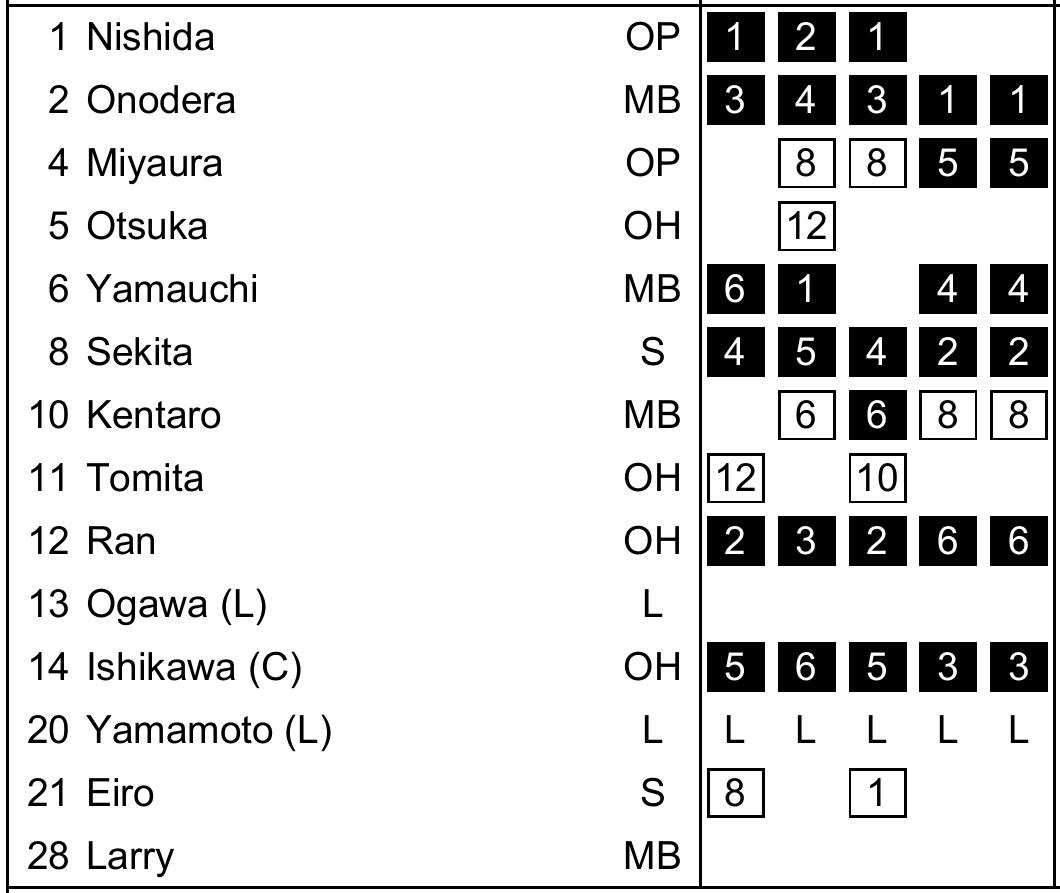 1 Nishida OP 1 2 1
2 Onodera MB 3 4 3 1 1
4 Miyaura OP 8 8 5 5
5 Otsuka OH 12
6 Yamauchi MB 6 1 4 4
8 Sekita S 4 5 4 2 2
10 Kentaro MB 6 6 8 8
11 Tomita OH 12 10
12 Ran OH 2 3 2 6 6
13 Ogawa (L) L
14 Ishikawa (C) OH 5 6 5 3 3
20 Yamamoto (L) L L L L L L
21 Eiro S 8 1
28 Larry MB